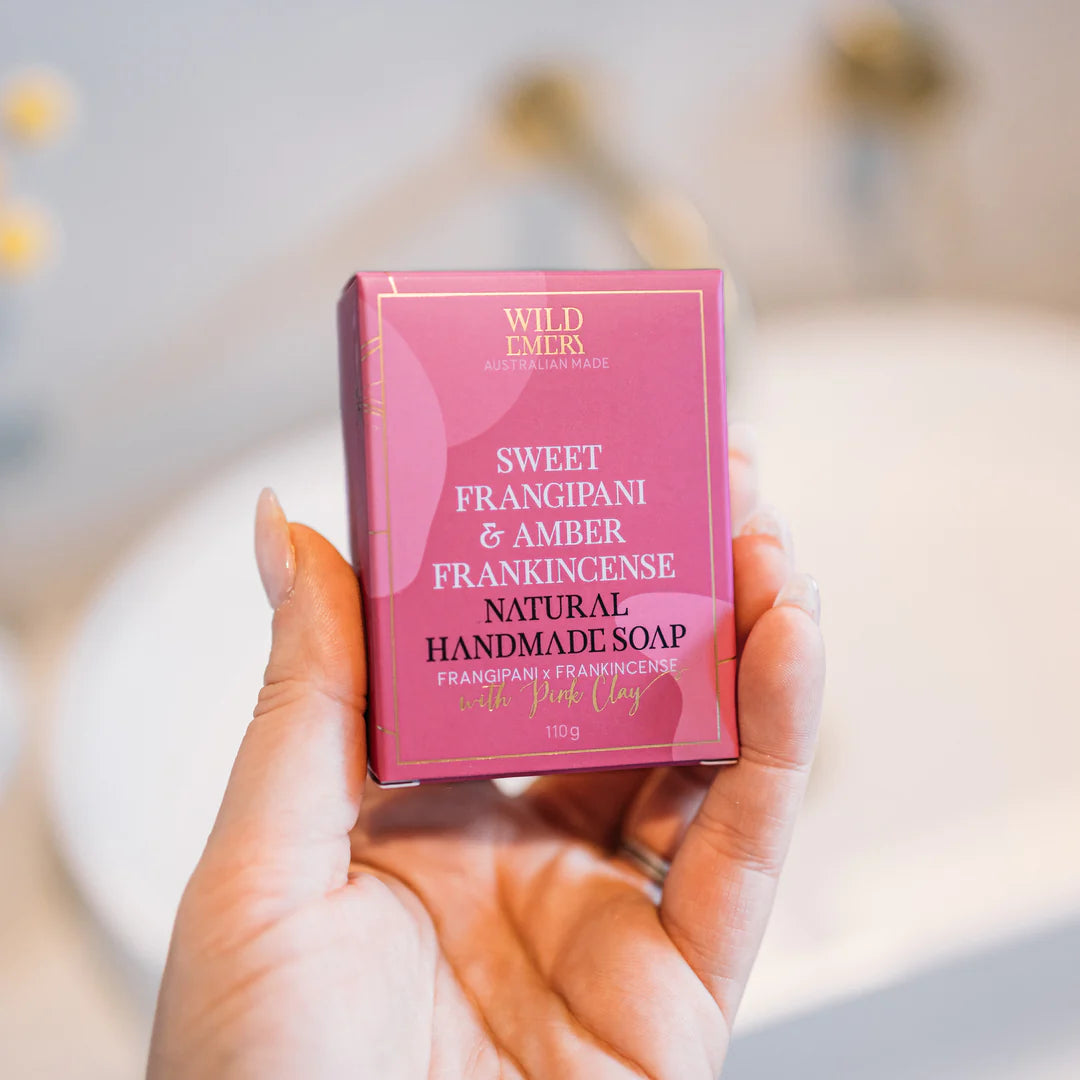 WILD
EMERY
AUSTRALIAN MADE
SWEET
FRANGIPANI
& AMBER
FRANKINCENSE
NATURAL
HANDMADE SOAP
FRANGIPANI x FRANKINCENSE
with Pink Clay
110g